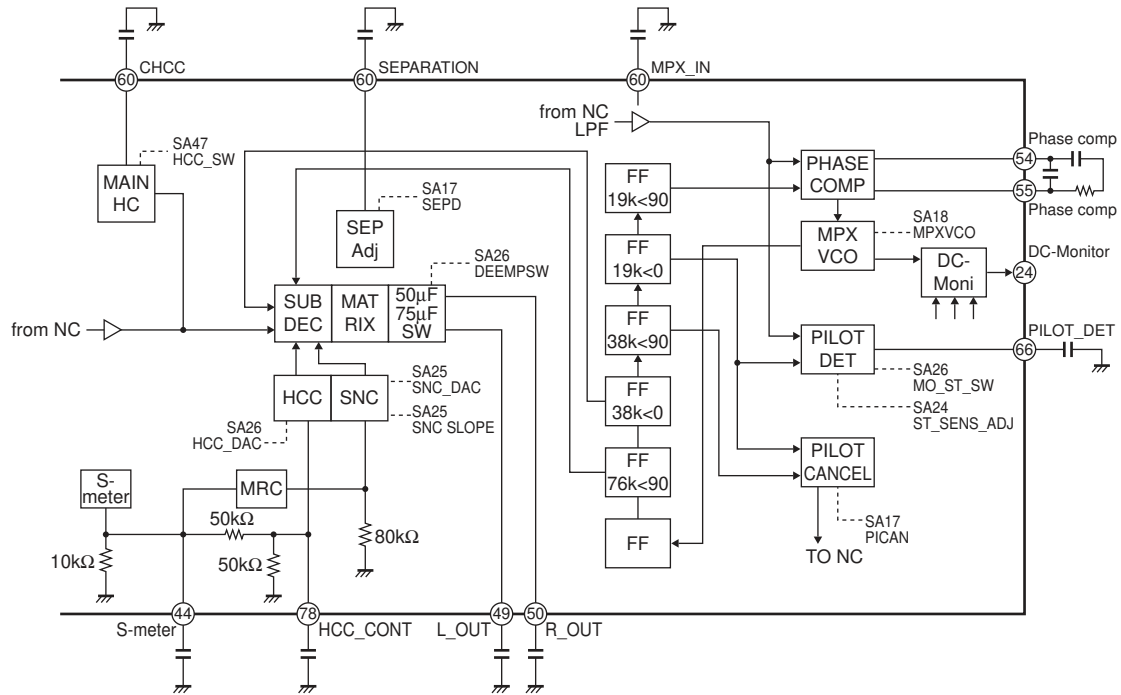 60 CHCC
60 SEPARATION
60 MPX_IN
from NC
LPF
SA47
HCC_SW
MAIN
HC
SA17
SEPD
SEP
Adj
FF
19k<90
PHASE
COMP
54 Phase comp
55 Phase comp
SA18
MPXVCO
MPX
VCO
DC-Monitor
24
DC-
Moni
FF
19k<0
SA26
DEEMPSW
from NC
SUB
DEC
MAT
RIX
50μF
75μF
SW
FF
38k<90
PILOT
DET
66 PILOT_DET
SA26
MO_ST_SW
SA24
ST_SENS_ADJ
HCC
SNC
SA25
SNC_DAC
SA25
SNC SLOPE
SA26
HCC_DAC
FF
38k<0
PILOT
CANCEL
FF
76k<90
S-
meter
MRC
50kΩ
80kΩ
10kΩ
50kΩ
FF
SA17
PICAN
TO NC
44
S-meter
78
HCC_CONT
49
L_OUT
50
R_OUT